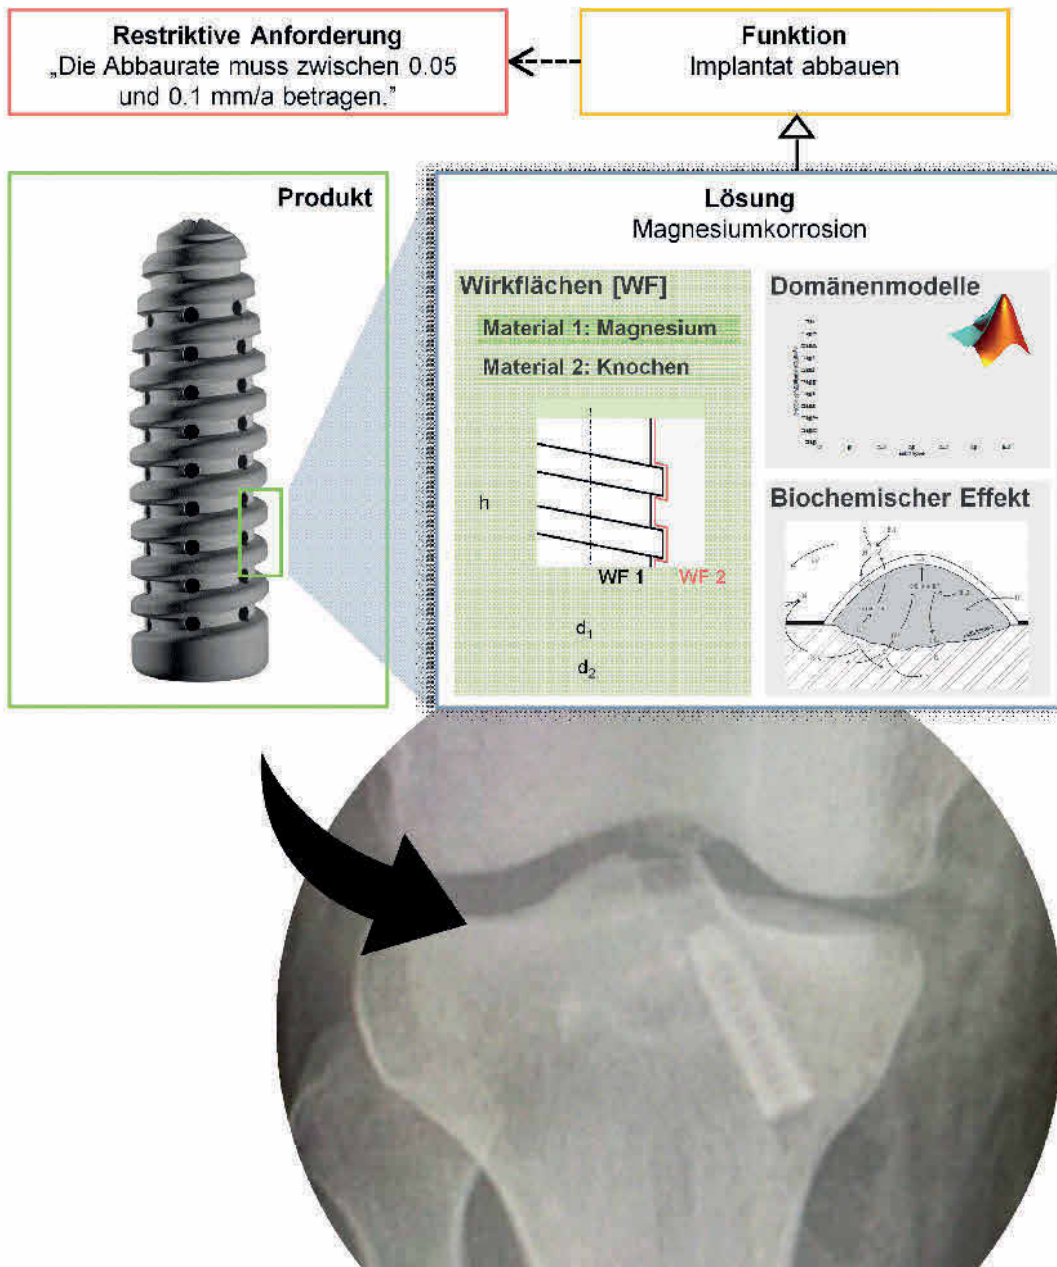 Restriktive Anforderung
„Die Abbaurate muss zwischen 0.05
und 0.1 mm/a betragen.”
Funktion
Implantat abbauen
Produkt
Lösung
Magnesiumkorrosion
Wirkflächen [WF]
Material 1: Magnesium
Material 2: Knochen
h
WF 1
WF 2
d₁
d₂
Domänenmodelle
Biochemischer Effekt